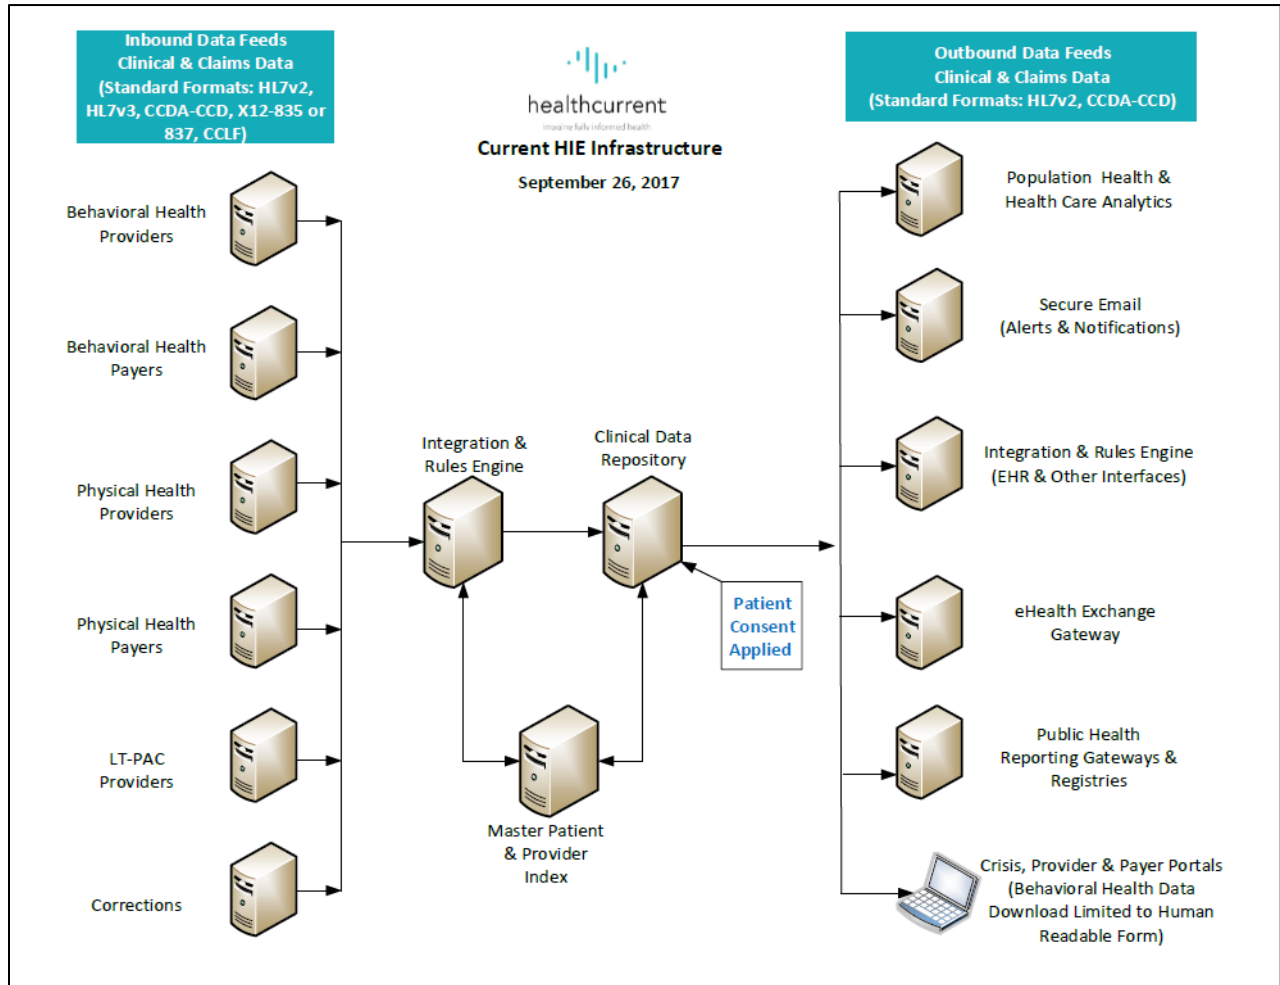 Inbound Data Feeds
Clinical & Claims Data
(Standard Formats: HL7v2,
HL7v3, CCDA-CCD, X12-835 or
837, CCLF)
healthcurrent
imagine fully informed health
Current HIE Infrastructure
September 26, 2017
Outbound Data Feeds
Clinical & Claims Data
(Standard Formats: HL7v2, CCDA-CCD)
Behavioral Health
Providers
Behavioral Health
Payers
Physical Health
Providers
Physical Health
Payers
LT-PAC
Providers
Corrections
Integration &
Rules Engine
Clinical Data
Repository
Patient
Consent
Applied
Master Patient
& Provider
Index
Population Health &
Health Care Analytics
Secure Email
(Alerts & Notifications)
Integration & Rules Engine
(EHR & Other Interfaces)
eHealth Exchange
Gateway
Public Health
Reporting Gateways &
Registries
Crisis, Provider & Payer Portals
(Behavioral Health Data
Download Limited to Human
Readable Form)